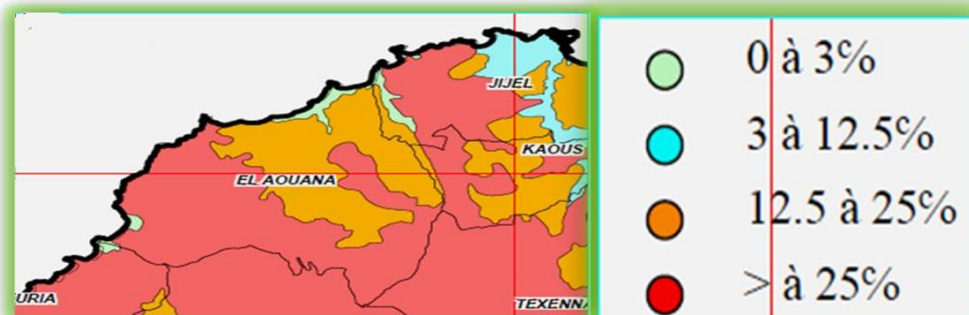 JIJEL
KAOUS
EL AOUANA
URIA
TEXENNA
0 à 3%
3 à 12.5%
12.5 à 25%
> à 25%